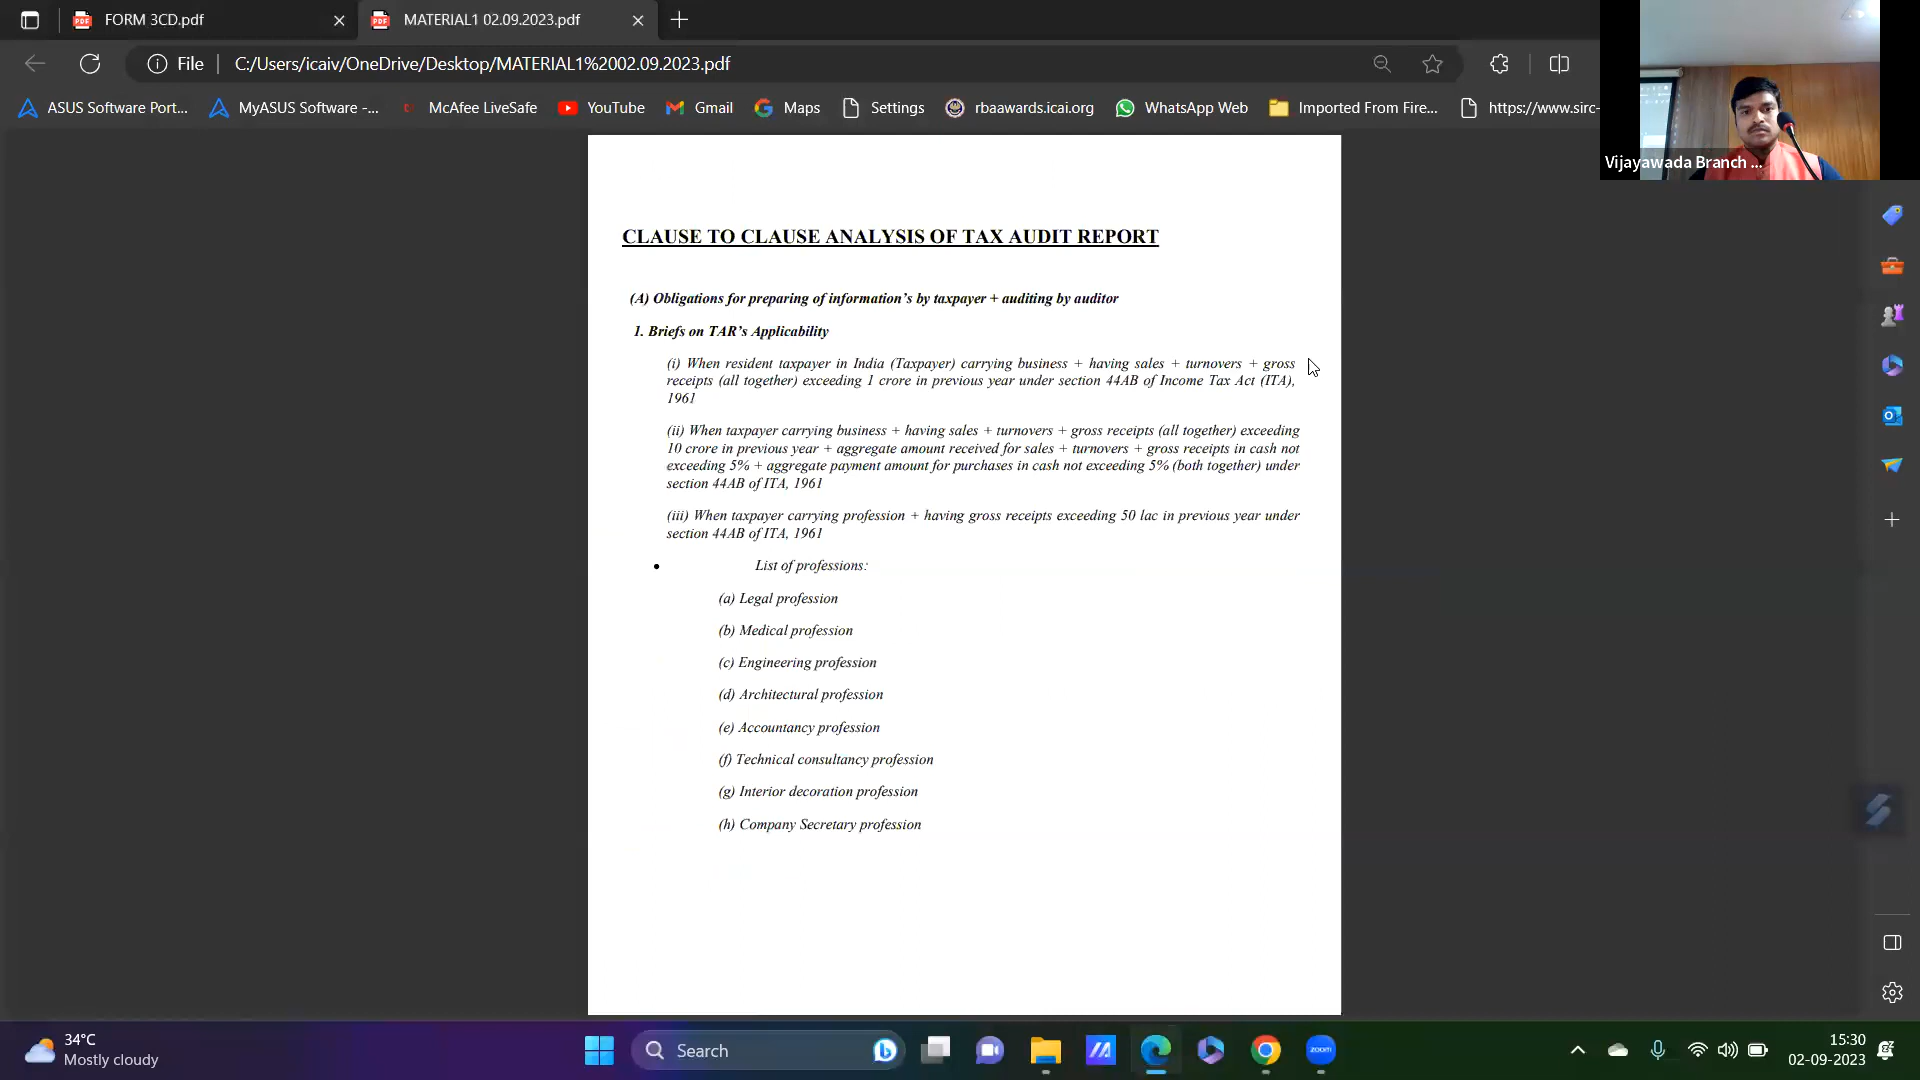 FORM 3CD.pdf
MATERIAL1 02.09.2023.pdf
File
C:/Users/icaiv/OneDrive/Desktop/MATERIAL1%2002.09.2023.pdf
ASUS Software Port...
MyASUS Software -...
McAfee LiveSafe
YouTube
Gmail
Maps
Settings
rbaawards.icai.org
WhatsApp Web
Imported From Fire...
https://www.sirc-
Vijayawada Branch ...
CLAUSE TO CLAUSE ANALYSIS OF TAX AUDIT REPORT
(A) Obligations for preparing of information’s by taxpayer + auditing by auditor
1. Briefs on TAR’s Applicability
(i) When resident taxpayer in India (Taxpayer) carrying business + having sales + turnovers + gross
receipts (all together) exceeding 1 crore in previous year under section 44AB of Income Tax Act (ITA),
1961
(ii) When taxpayer carrying business + having sales + turnovers + gross receipts (all together) exceeding
10 crore in previous year + aggregate amount received for sales + turnovers + gross receipts in cash not
exceeding 5% + aggregate payment amount for purchases in cash not exceeding 5% (both together) under
section 44AB of ITA, 1961
(iii) When taxpayer carrying profession + having gross receipts exceeding 50 lac in previous year under
section 44AB of ITA, 1961
• List of professions:
(a) Legal profession
(b) Medical profession
(c) Engineering profession
(d) Architectural profession
(e) Accountancy profession
(f) Technical consultancy profession
(g) Interior decoration profession
(h) Company Secretary profession
34°C
Mostly cloudy
Search
zoom
15:30
02-09-2023